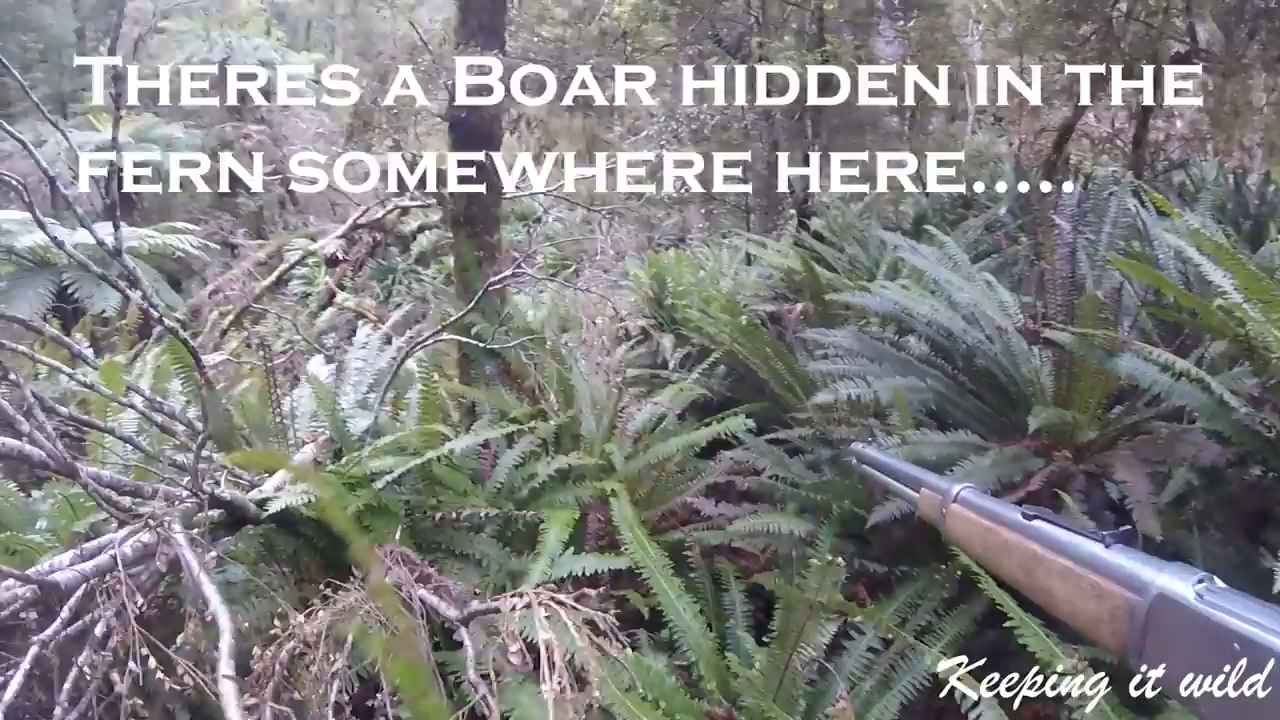 THERES A BOAR HIDDEN IN THE
FERN SOMEWHERE HERE.....
Keeping it wild